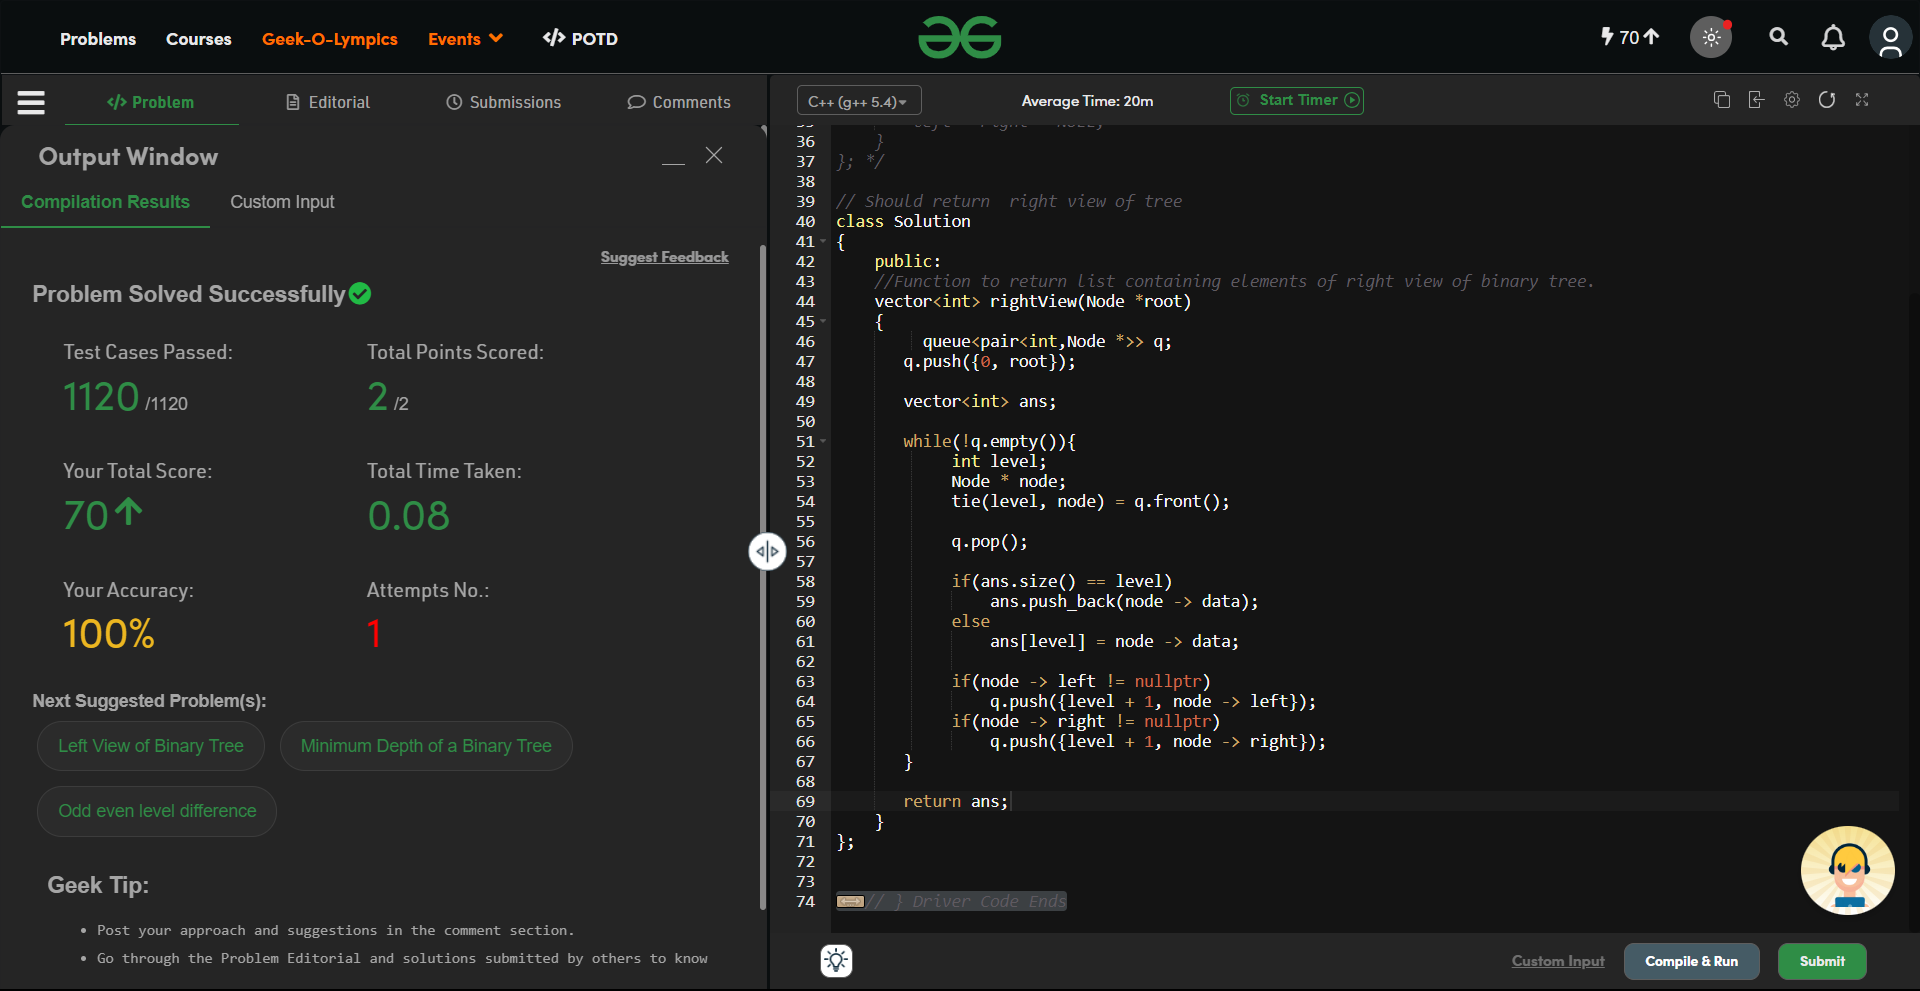 Problems Courses Geek-O-Lympics Events </> POTD
70
</> Problem Editorial Submissions Comments
Output Window
Compilation Results Custom Input
Suggest Feedback
Problem Solved Successfully
Test Cases Passed: Total Points Scored:
1120 /1120 2 /2
Your Total Score: Total Time Taken:
70 0.08
Your Accuracy: Attempts No.:
100% 1
Next Suggested Problem(s):
Left View of Binary Tree Minimum Depth of a Binary Tree
Odd even level difference
Geek Tip:
• Post your approach and suggestions in the comment section.
• Go through the Problem Editorial and solutions submitted by others to know
C++ (g++ 5.4) Average Time: 20m Start Timer
36 }
37 }; */
38
39 // Should return  right view of tree
40 class Solution
41 {
42 public:
43 //Function to return list containing elements of right view of binary tree.
44 vector<int> rightView(Node *root)
45 {
46 queue<pair<int,Node *>> q;
47 q.push({0, root});
48
49 vector<int> ans;
50
51 while(!q.empty()){
52 int level;
53 Node * node;
54 tie(level, node) = q.front();
55
56 q.pop();
57
58 if(ans.size() == level)
59 ans.push_back(node -> data);
60 else
61 ans[level] = node -> data;
62
63 if(node -> left != nullptr)
64 q.push({level + 1, node -> left});
65 if(node -> right != nullptr)
66 q.push({level + 1, node -> right});
67 }
68
69 return ans;
70 }
71 };
72
73
74 // } Driver Code Ends
Custom Input Compile & Run Submit